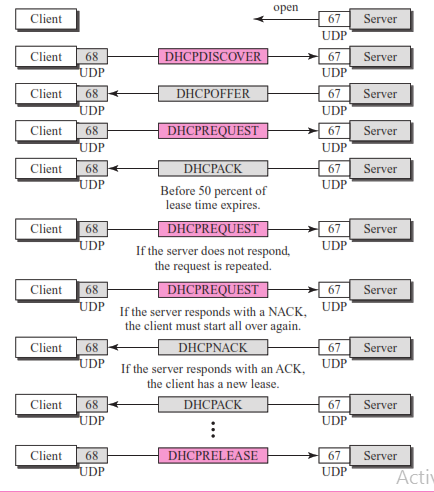 open
Client 67 Server
UDP
Client 68 DHCPDISCOVER 67 Server
UDP UDP
Client 68 DHCPOFFER 67 Server
UDP UDP
Client 68 DHCPREQUEST 67 Server
UDP UDP
Client 68 DHCPACK 67 Server
UDP UDP
Before 50 percent of
lease time expires.
Client 68 DHCPREQUEST 67 Server
UDP UDP
If the server does not respond,
the request is repeated.
Client 68 DHCPREQUEST 67 Server
UDP UDP
If the server responds with a NACK,
the client must start all over again.
Client 68 DHCPNACK 67 Server
UDP UDP
If the server responds with an ACK,
the client has a new lease.
Client 68 DHCPACK 67 Server
UDP UDP
Client 68 DHCPRELEASE 67 Server
UDP UDP
Activ